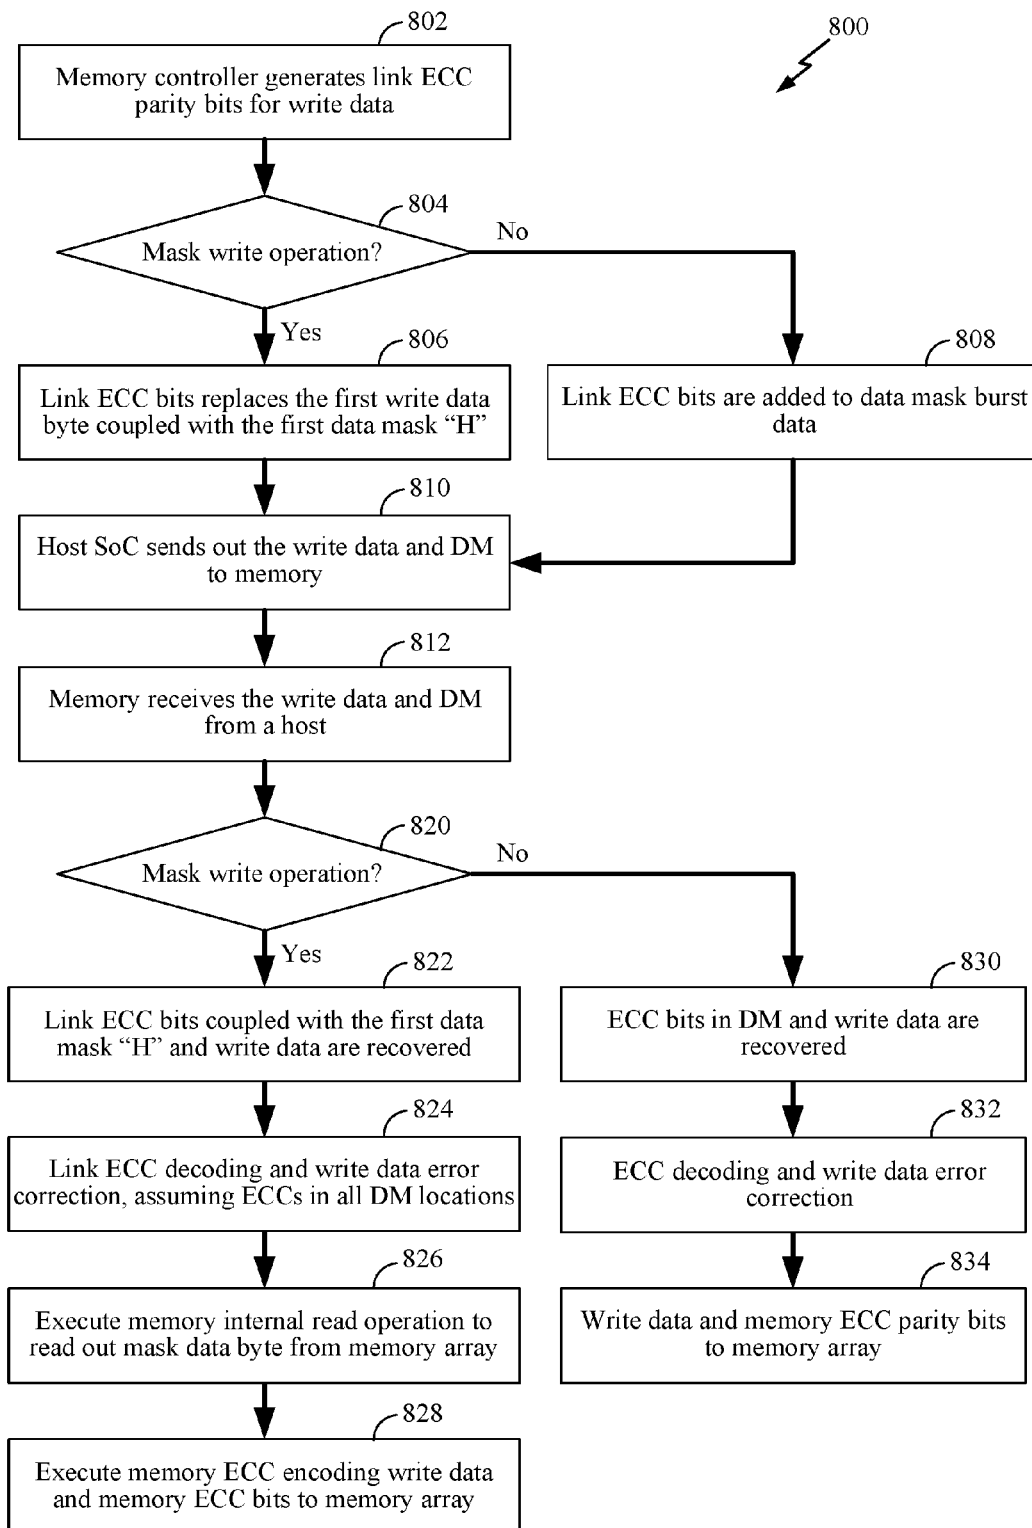 802
800
Memory controller generates link ECC
parity bits for write data
804
Mask write operation?
No
Yes
806
808
Link ECC bits replaces the first write data
byte coupled with the first data mask “H”
Link ECC bits are added to data mask burst
data
810
Host SoC sends out the write data and DM
to memory
812
Memory receives the write data and DM
from a host
820
Mask write operation?
No
Yes
822
830
Link ECC bits coupled with the first data
mask “H” and write data are recovered
ECC bits in DM and write data are
recovered
824
832
Link ECC decoding and write data error
correction, assuming ECCs in all DM locations
ECC decoding and write data error
correction
826
834
Execute memory internal read operation to
read out mask data byte from memory array
Write data and memory ECC parity bits
to memory array
828
Execute memory ECC encoding write data
and memory ECC bits to memory array